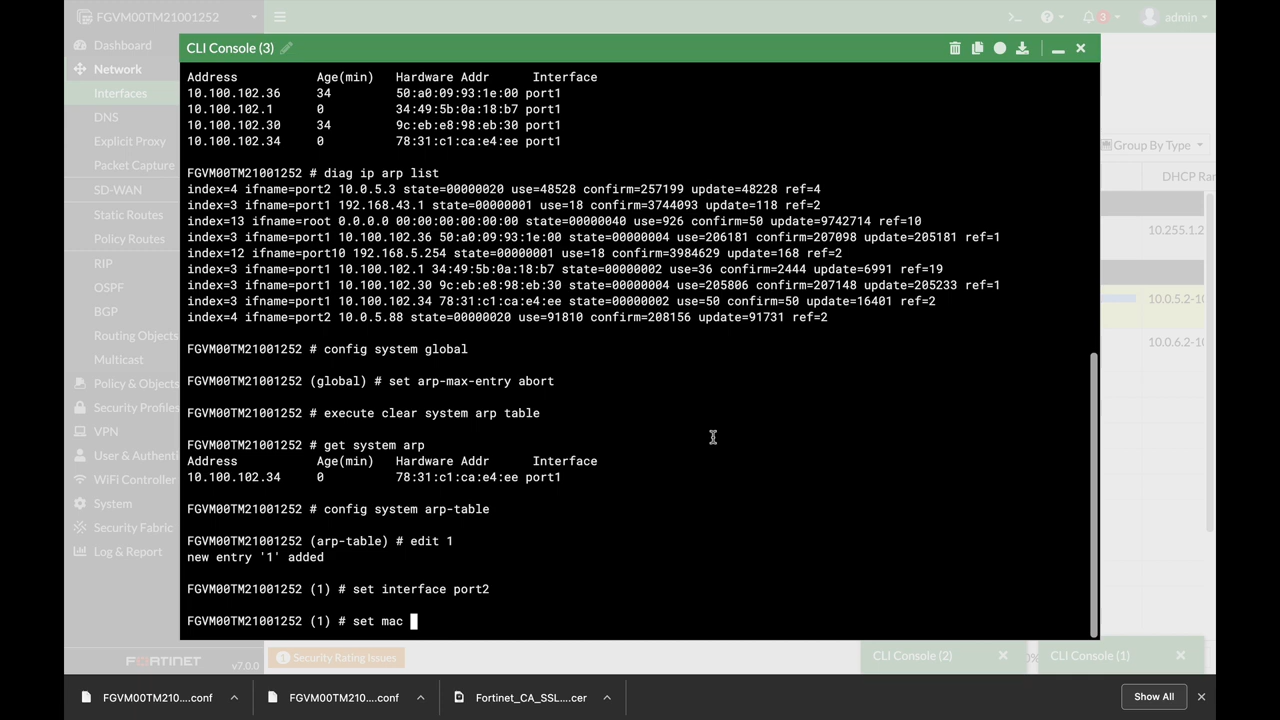 FGVM00TM21001252
>_
3
admin
Dashboard
Network
Interfaces
DNS
Explicit Proxy
Packet Capture
SD-WAN
Static Routes
Policy Routes
RIP
OSPF
BGP
Routing Objects
Multicast
Policy & Objects
Security Profiles
VPN
User & Authenti
WiFi Controller
System
Security Fabric
Log & Report
FORTINET v7.0.0
CLI Console (3)
Address Age(min) Hardware Addr Interface
10.100.102.36 34 50:a0:09:93:1e:00 port1
10.100.102.1 0 34:49:5b:0a:18:b7 port1
10.100.102.30 34 9c:eb:e8:98:eb:30 port1
10.100.102.34 0 78:31:c1:ca:e4:ee port1
FGVM00TM21001252 # diag ip arp list
index=4 ifname=port2 10.0.5.3 state=00000020 use=48528 confirm=257199 update=48228 ref=4
index=3 ifname=port1 192.168.43.1 state=00000001 use=18 confirm=3744093 update=118 ref=2
index=13 ifname=root 0.0.0.0 00:00:00:00:00:00 state=00000040 use=926 confirm=50 update=9742714 ref=10
index=3 ifname=port1 10.100.102.36 50:a0:09:93:1e:00 state=00000004 use=206181 confirm=207098 update=205181 ref=1
index=12 ifname=port10 192.168.5.254 state=00000001 use=18 confirm=3984629 update=168 ref=2
index=3 ifname=port1 10.100.102.1 34:49:5b:0a:18:b7 state=00000002 use=36 confirm=2444 update=6991 ref=19
index=3 ifname=port1 10.100.102.30 9c:eb:e8:98:eb:30 state=00000004 use=205806 confirm=207148 update=205233 ref=1
index=3 ifname=port1 10.100.102.34 78:31:c1:ca:e4:ee state=00000002 use=50 confirm=50 update=16401 ref=2
index=4 ifname=port2 10.0.5.88 state=00000020 use=91810 confirm=208156 update=91731 ref=2
FGVM00TM21001252 # config system global
FGVM00TM21001252 (global) # set arp-max-entry abort
FGVM00TM21001252 # execute clear system arp table
FGVM00TM21001252 # get system arp
Address Age(min) Hardware Addr Interface
10.100.102.34 0 78:31:c1:ca:e4:ee port1
FGVM00TM21001252 # config system arp-table
FGVM00TM21001252 (arp-table) # edit 1
new entry '1' added
FGVM00TM21001252 (1) # set interface port2
FGVM00TM21001252 (1) # set mac
Group By Type
DHCP Ra
10.255.1.2
10.0.5.2-10
10.0.6.2-10
1 Security Rating Issues
CLI Console (2)
CLI Console (1)
FGVM00TM210....conf
FGVM00TM210....conf
Fortinet_CA_SSL....cer
Show All